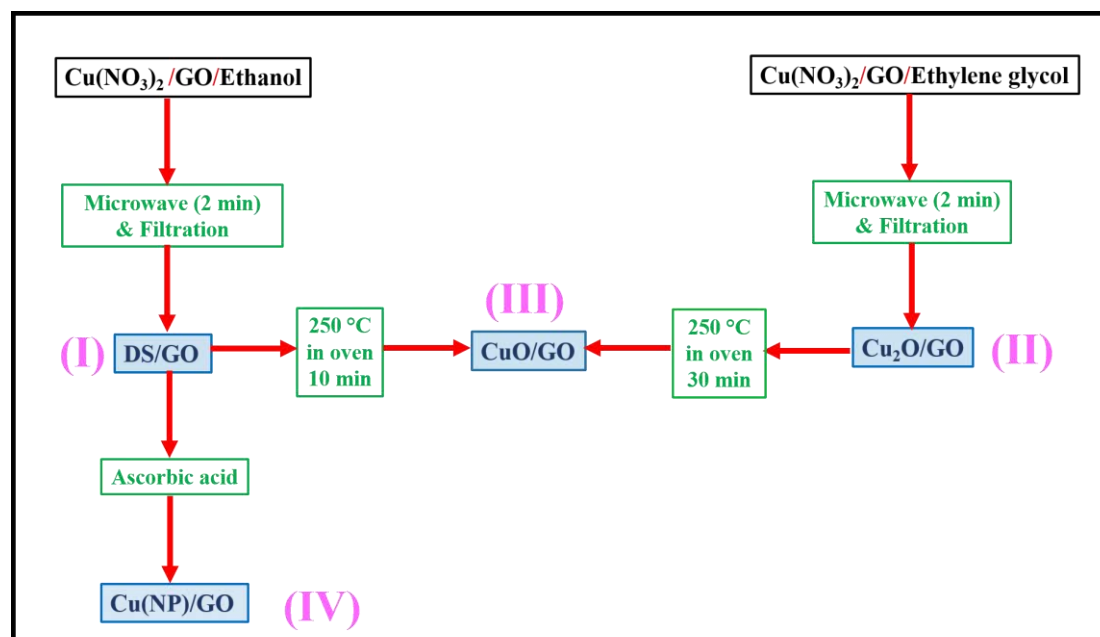 Cu(NO₃)₂ /GO/Ethanol
Cu(NO₃)₂/GO/Ethylene glycol
Microwave (2 min)
& Filtration
Microwave (2 min)
& Filtration
(III)
(I)
DS/GO
250 °C
in oven
10 min
CuO/GO
250 °C
in oven
30 min
Cu₂O/GO
(II)
Ascorbic acid
Cu(NP)/GO
(IV)